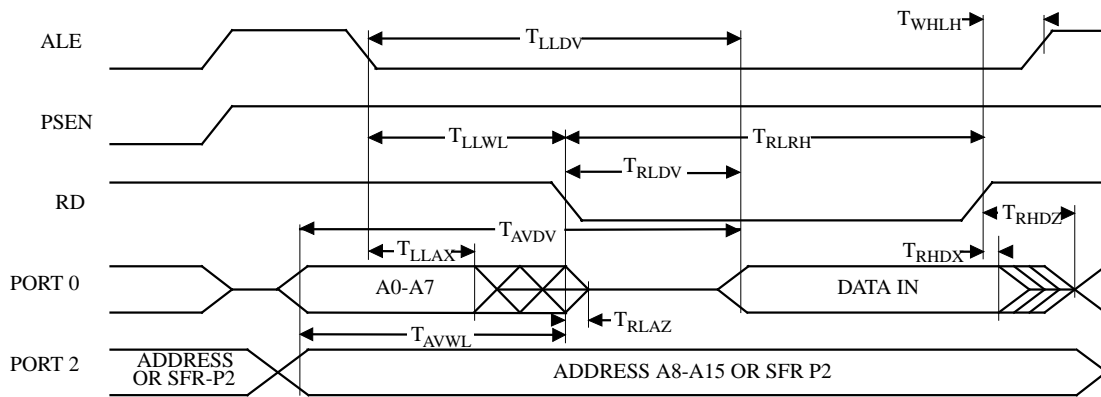 T_WHLH
ALE
T_LLDV
PSEN
T_LLWL
T_RLRH
T_RLDV
RD
T_RHDZ
T_AVDV
T_LLAX
T_RHDX
PORT 0
A0-A7
DATA IN
T_RLAZ
T_AVWL
PORT 2
ADDRESS
OR SFR-P2
ADDRESS A8-A15 OR SFR P2